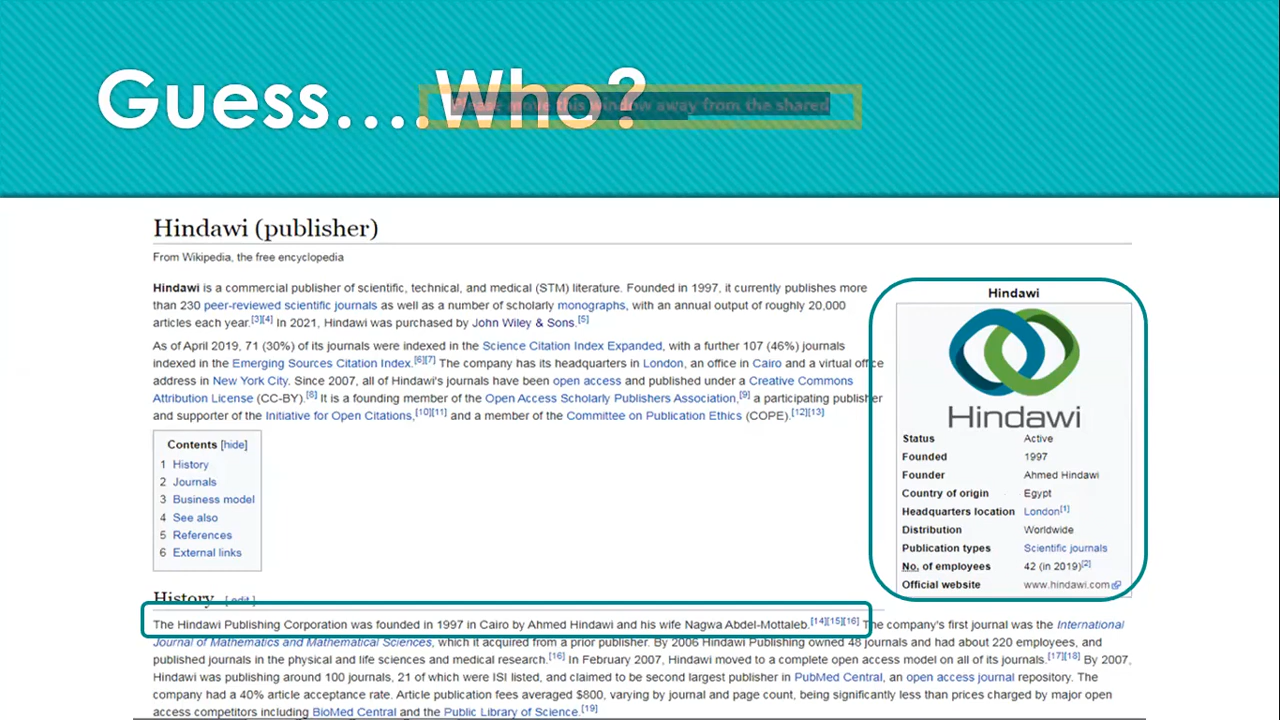 Guess....Who?
Please move this window away from the shared
Hindawi (publisher)
From Wikipedia, the free encyclopedia
Hindawi is a commercial publisher of scientific, technical, and medical (STM) literature. Founded in 1997, it currently publishes more
than 230 peer-reviewed scientific journals as well as a number of scholarly monographs, with an annual output of roughly 20,000
articles each year.[3][4] In 2021, Hindawi was purchased by John Wiley & Sons.[5]
As of April 2019, 71 (30%) of its journals were indexed in the Science Citation Index Expanded, with a further 107 (46%) journals
indexed in the Emerging Sources Citation Index.[6][7] The company has its headquarters in London, an office in Cairo and a virtual office
address in New York City. Since 2007, all of Hindawi's journals have been open access and published under a Creative Commons
Attribution License (CC-BY).[8] It is a founding member of the Open Access Scholarly Publishers Association,[9] a participating publisher
and supporter of the Initiative for Open Citations,[10][11] and a member of the Committee on Publication Ethics (COPE).[12][13]
Hindawi
Hindawi
Status Active
Founded 1997
Founder Ahmed Hindawi
Country of origin Egypt
Headquarters location London[1]
Distribution Worldwide
Publication types Scientific journals
No. of employees 42 (in 2019)[2]
Official website www.hindawi.com
Contents [hide]
1 History
2 Journals
3 Business model
4 See also
5 References
6 External links
History [ edit ]
The Hindawi Publishing Corporation was founded in 1997 in Cairo by Ahmed Hindawi and his wife Nagwa Abdel-Mottaleb.[14][15][16] The company's first journal was the International
Journal of Mathematics and Mathematical Sciences, which it acquired from a prior publisher. By 2006 Hindawi Publishing owned 48 journals and had about 220 employees, and
published journals in the physical and life sciences and medical research.[16] In February 2007, Hindawi moved to a complete open access model on all of its journals.[17][18] By 2007,
Hindawi was publishing around 100 journals, 21 of which were ISI listed, and claimed to be second largest publisher in PubMed Central, an open access journal repository. The
company had a 40% article acceptance rate. Article publication fees averaged $800, varying by journal and page count, being significantly less than prices charged by major open
access competitors including BioMed Central and the Public Library of Science.[19]